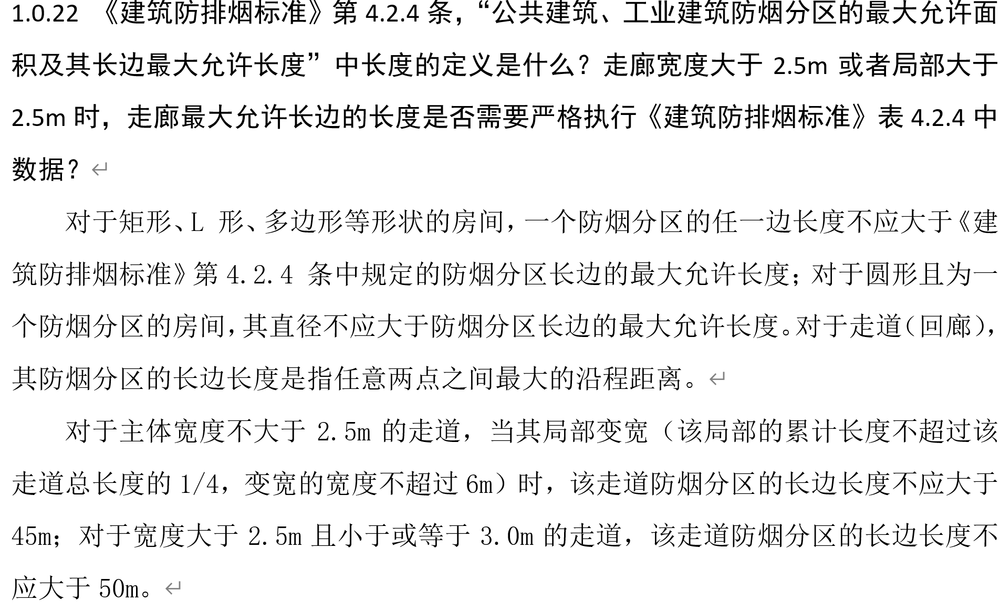 1.0.22 《建筑防排烟标准》第 4.2.4 条，“公共建筑、工业建筑防烟分区的最大允许面
积及其长边最大允许长度”中长度的定义是什么？走廊宽度大于 2.5m 或者局部大于
2.5m 时，走廊最大允许长边的长度是否需要严格执行《建筑防排烟标准》表 4.2.4 中
数据？↵
对于矩形、L 形、多边形等形状的房间，一个防烟分区的任一边长度不应大于《建
筑防排烟标准》第 4.2.4 条中规定的防烟分区长边的最大允许长度；对于圆形且为一
个防烟分区的房间，其直径不应大于防烟分区长边的最大允许长度。对于走道（回廊），
其防烟分区的长边长度是指任意两点之间最大的沿程距离。↵
对于主体宽度不大于 2.5m 的走道，当其局部变宽（该局部的累计长度不超过该
走道总长度的 1/4，变宽的宽度不超过 6m）时，该走道防烟分区的长边长度不应大于
45m；对于宽度大于 2.5m 且小于或等于 3.0m 的走道，该走道防烟分区的长边长度不
应大于 50m。↵